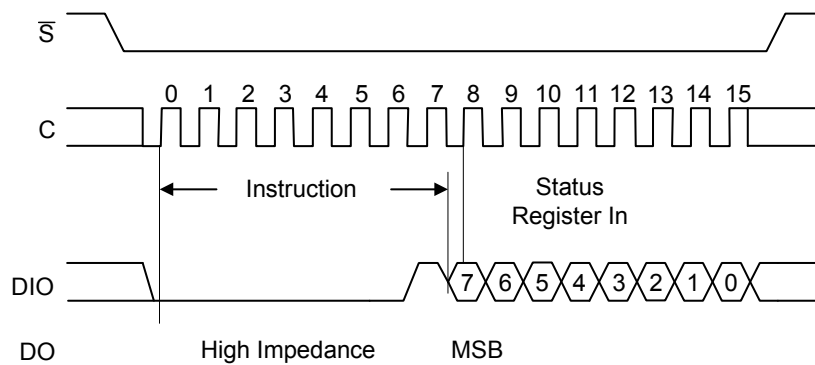 S̅
0 1 2 3 4 5 6 7 8 9 10 11 12 13 14 15
C
Instruction
Status
Register In
DIO
7 6 5 4 3 2 1 0
DO
High Impedance
MSB